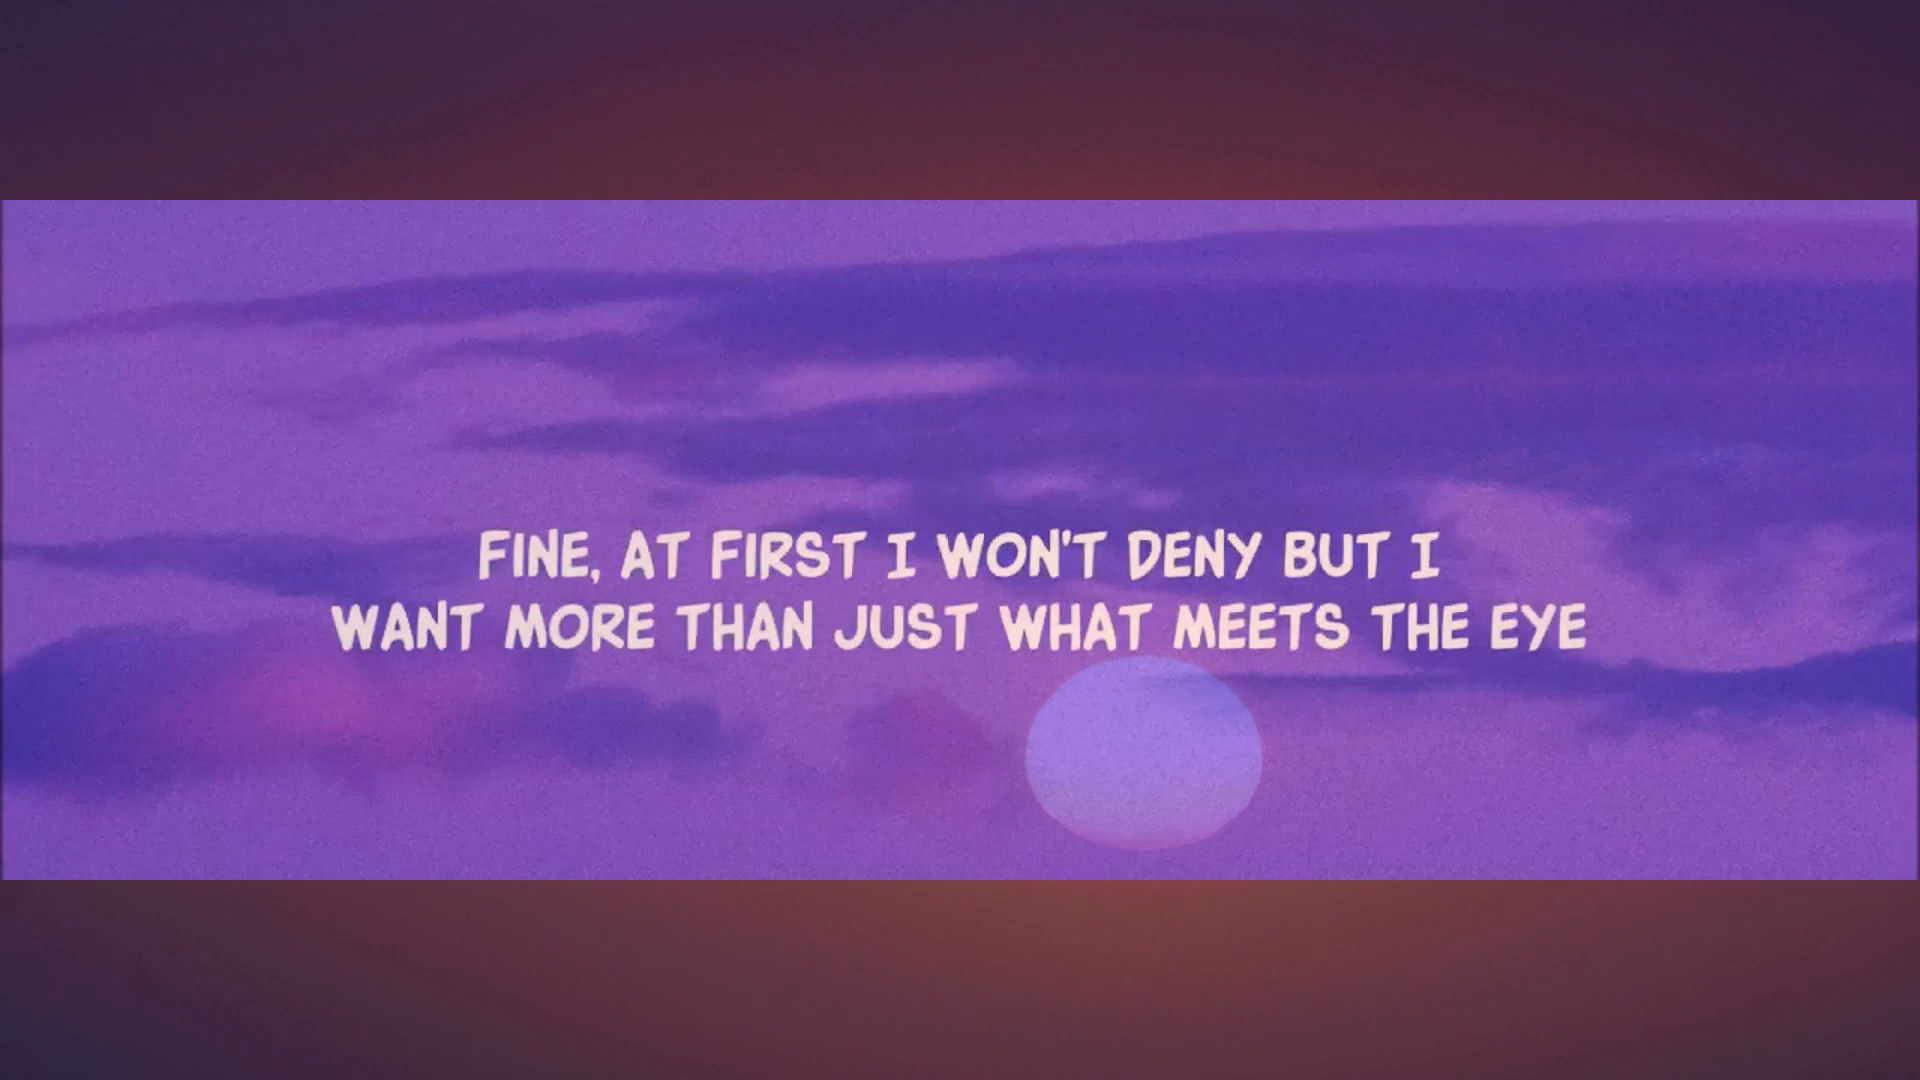 FINE, AT FIRST I WON'T DENY BUT I
WANT MORE THAN JUST WHAT MEETS THE EYE